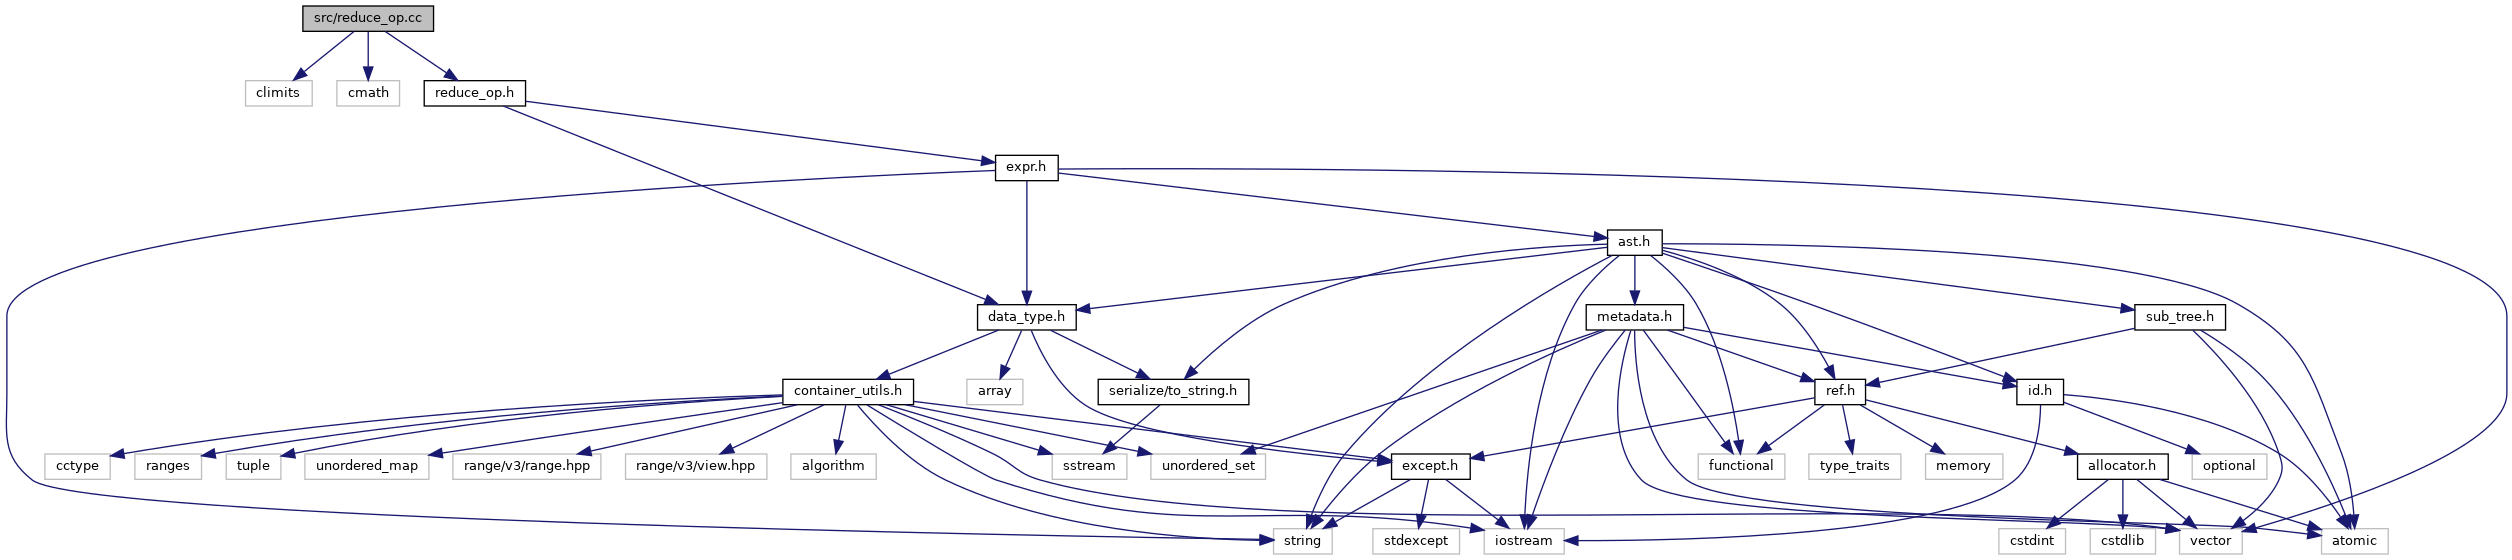 src/reduce_op.cc
climits
cmath
reduce_op.h
expr.h
ast.h
data_type.h
metadata.h
sub_tree.h
container_utils.h
array
serialize/to_string.h
ref.h
id.h
cctype
ranges
tuple
unordered_map
range/v3/range.hpp
range/v3/view.hpp
algorithm
sstream
unordered_set
except.h
functional
type_traits
memory
allocator.h
optional
string
stdexcept
iostream
cstdint
cstdlib
vector
atomic